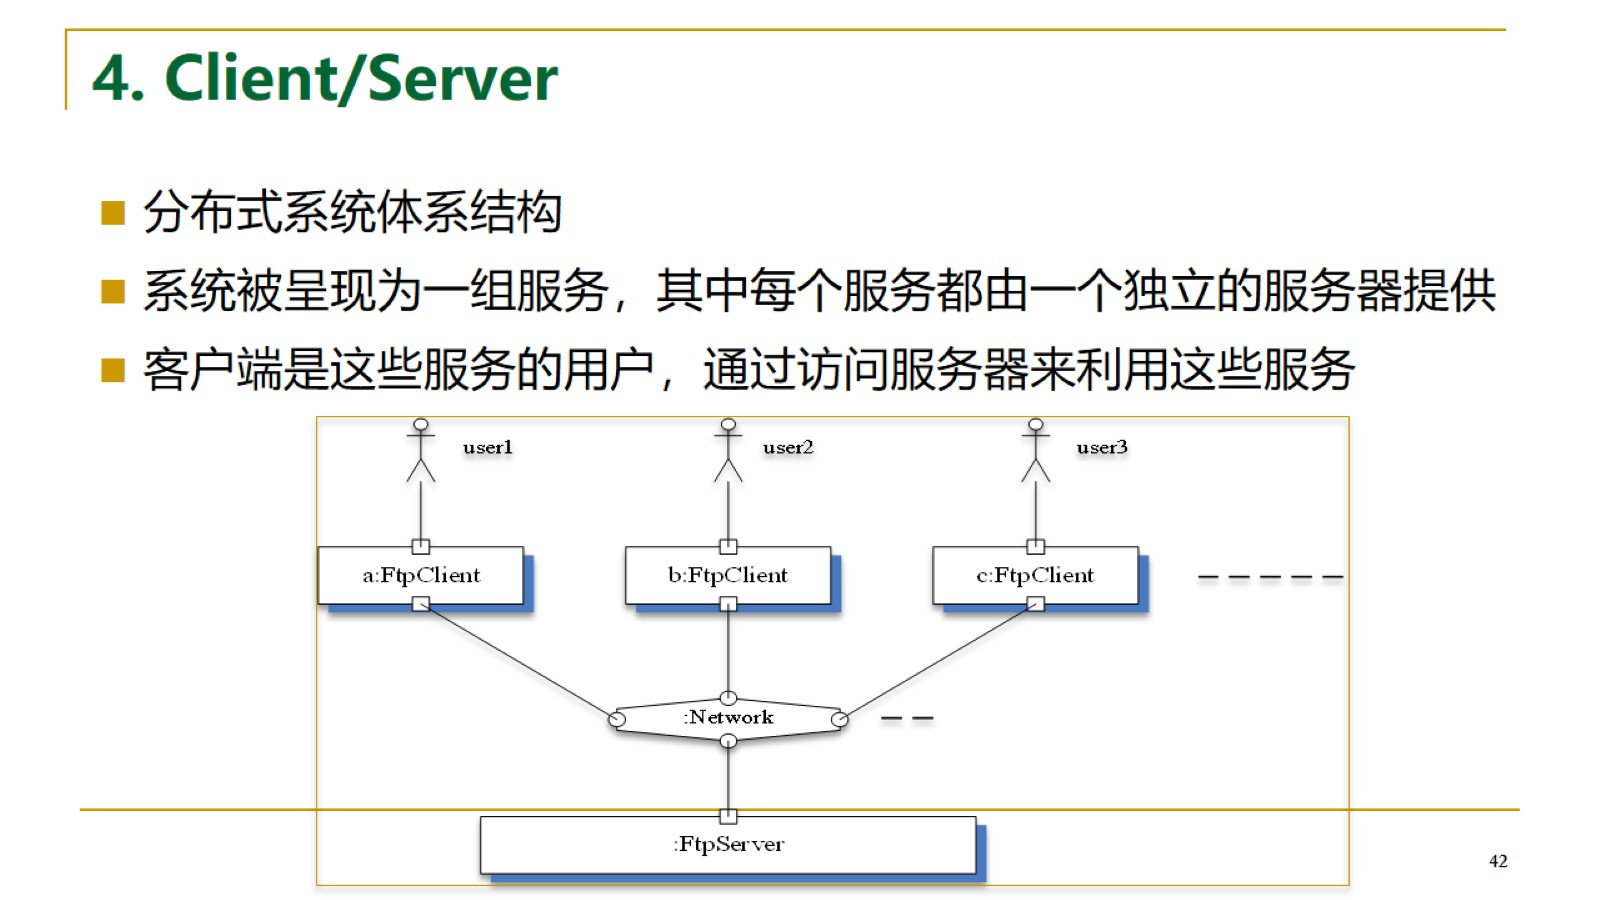 4. Client/Server
分布式系统体系结构
系统被呈现为一组服务，其中每个服务都由一个独立的服务器提供
客户端是这些服务的用户，通过访问服务器来利用这些服务
user1
user2
user3
a:FtpClient
b:FtpClient
c:FtpClient
:Network
:FtpServer
42